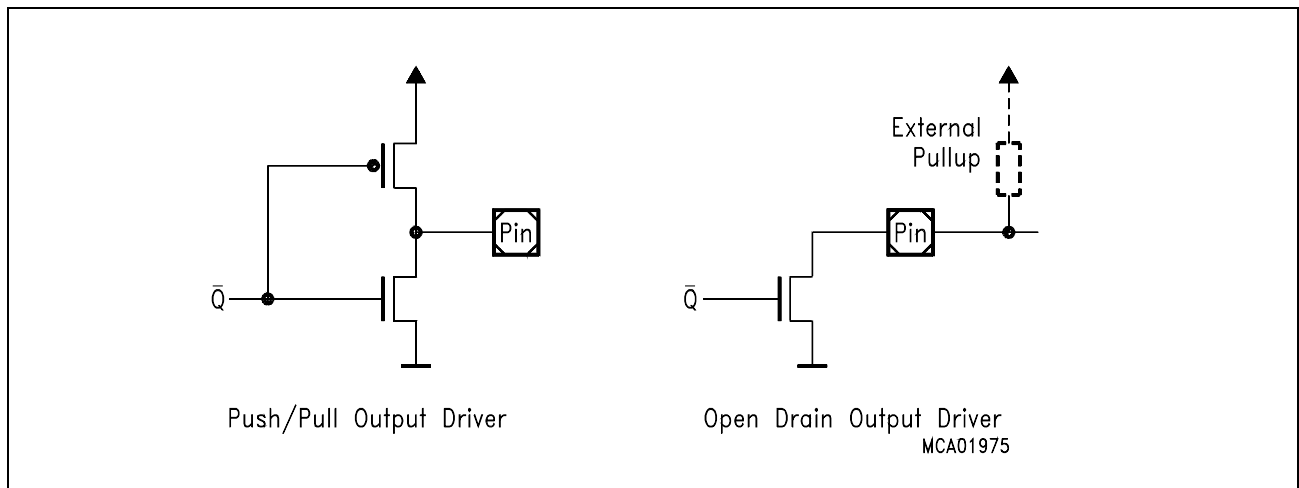 External
Pullup
Pin
Pin
Q̅
Q̅
Push/Pull Output Driver
Open Drain Output Driver
MCA01975